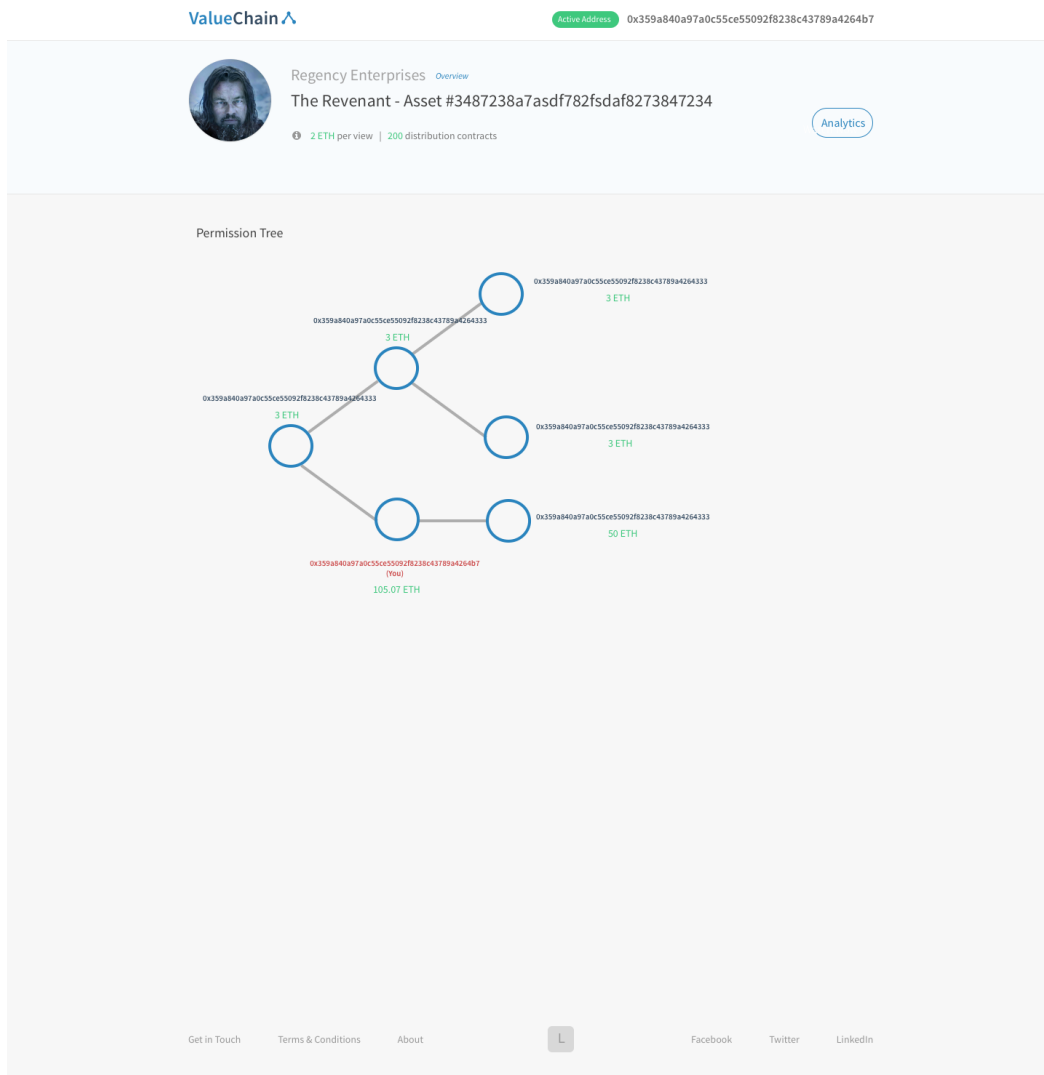 ValueChain
Active Address 0x359a840a97a0c55ce55092f8238c43789a4264b7
Regency Enterprises Overview
The Revenant - Asset #3487238a7asdf782fsdaf8273847234
2 ETH per view | 200 distribution contracts
Analytics
Permission Tree
0x359a840a97a0c55ce55092f8238c43789a4264333
3 ETH
0x359a840a97a0c55ce55092f8238c43789a4264333
3 ETH
0x359a840a97a0c55ce55092f8238c43789a4264333
3 ETH
0x359a840a97a0c55ce55092f8238c43789a4264333
3 ETH
0x359a840a97a0c55ce55092f8238c43789a4264333
50 ETH
0x359a840a97a0c55ce55092f8238c43789a4264b7
(You)
105.07 ETH
Get in Touch Terms & Conditions About L Facebook Twitter LinkedIn